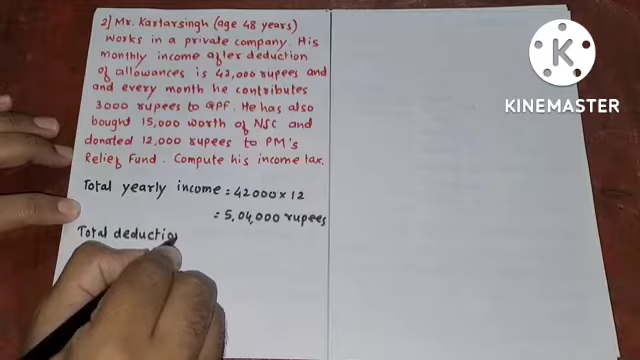 2] Mr. Kartarsingh (age 48 years)
works in a private company. His
monthly income after deduction
of allowances is 42,000 rupees and
and every month he contributes
3000 rupees to GPF. He has also
bought 15,000 worth of NSC and
donated 12,000 rupees to PM's
Relief Fund. Compute his income tax.
Total yearly income = 42000 × 12
= 5,04,000 rupees
Total deductio
K
KINEMASTER